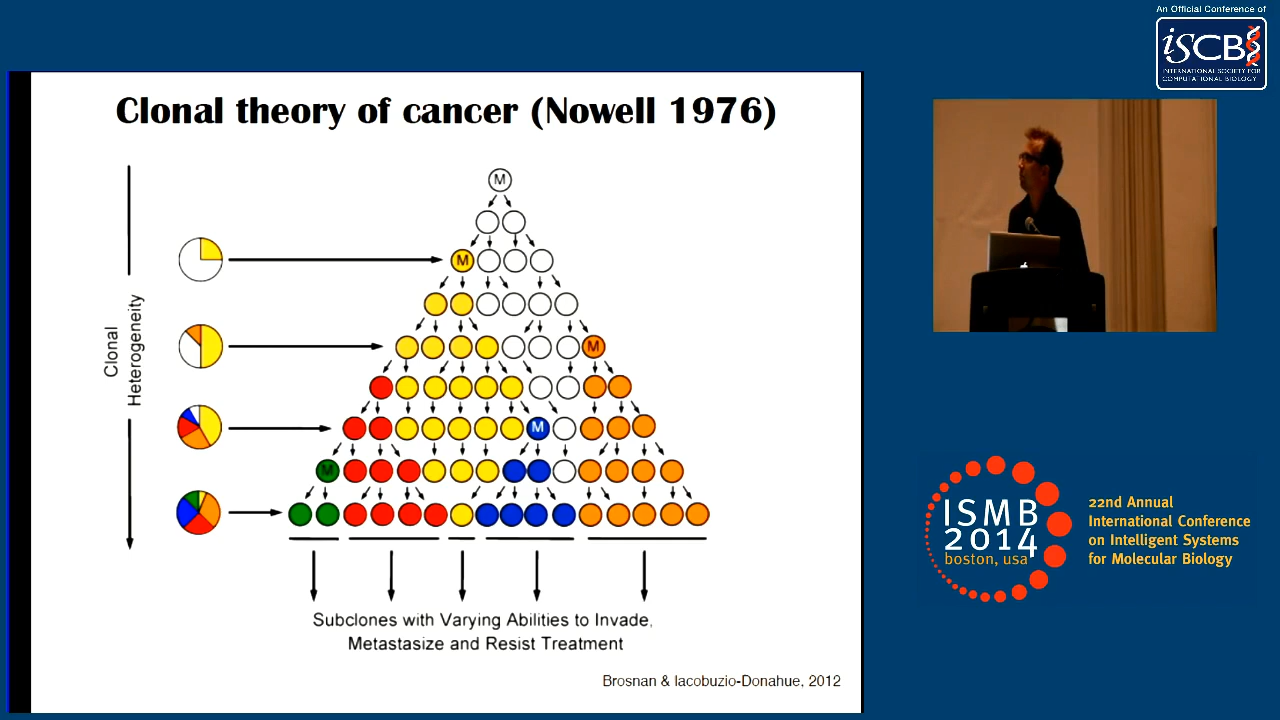 An Official Conference of
iSCB
INTERNATIONAL SOCIETY FOR
COMPUTATIONAL BIOLOGY
Clonal theory of cancer (Nowell 1976)
M
M
M
M
M
Clonal
Heterogeneity
Subclones with Varying Abilities to Invade,
Metastasize and Resist Treatment
Brosnan & Iacobuzio-Donahue, 2012
ISMB
2014
boston, usa
22nd Annual
International Conference
on Intelligent Systems
for Molecular Biology